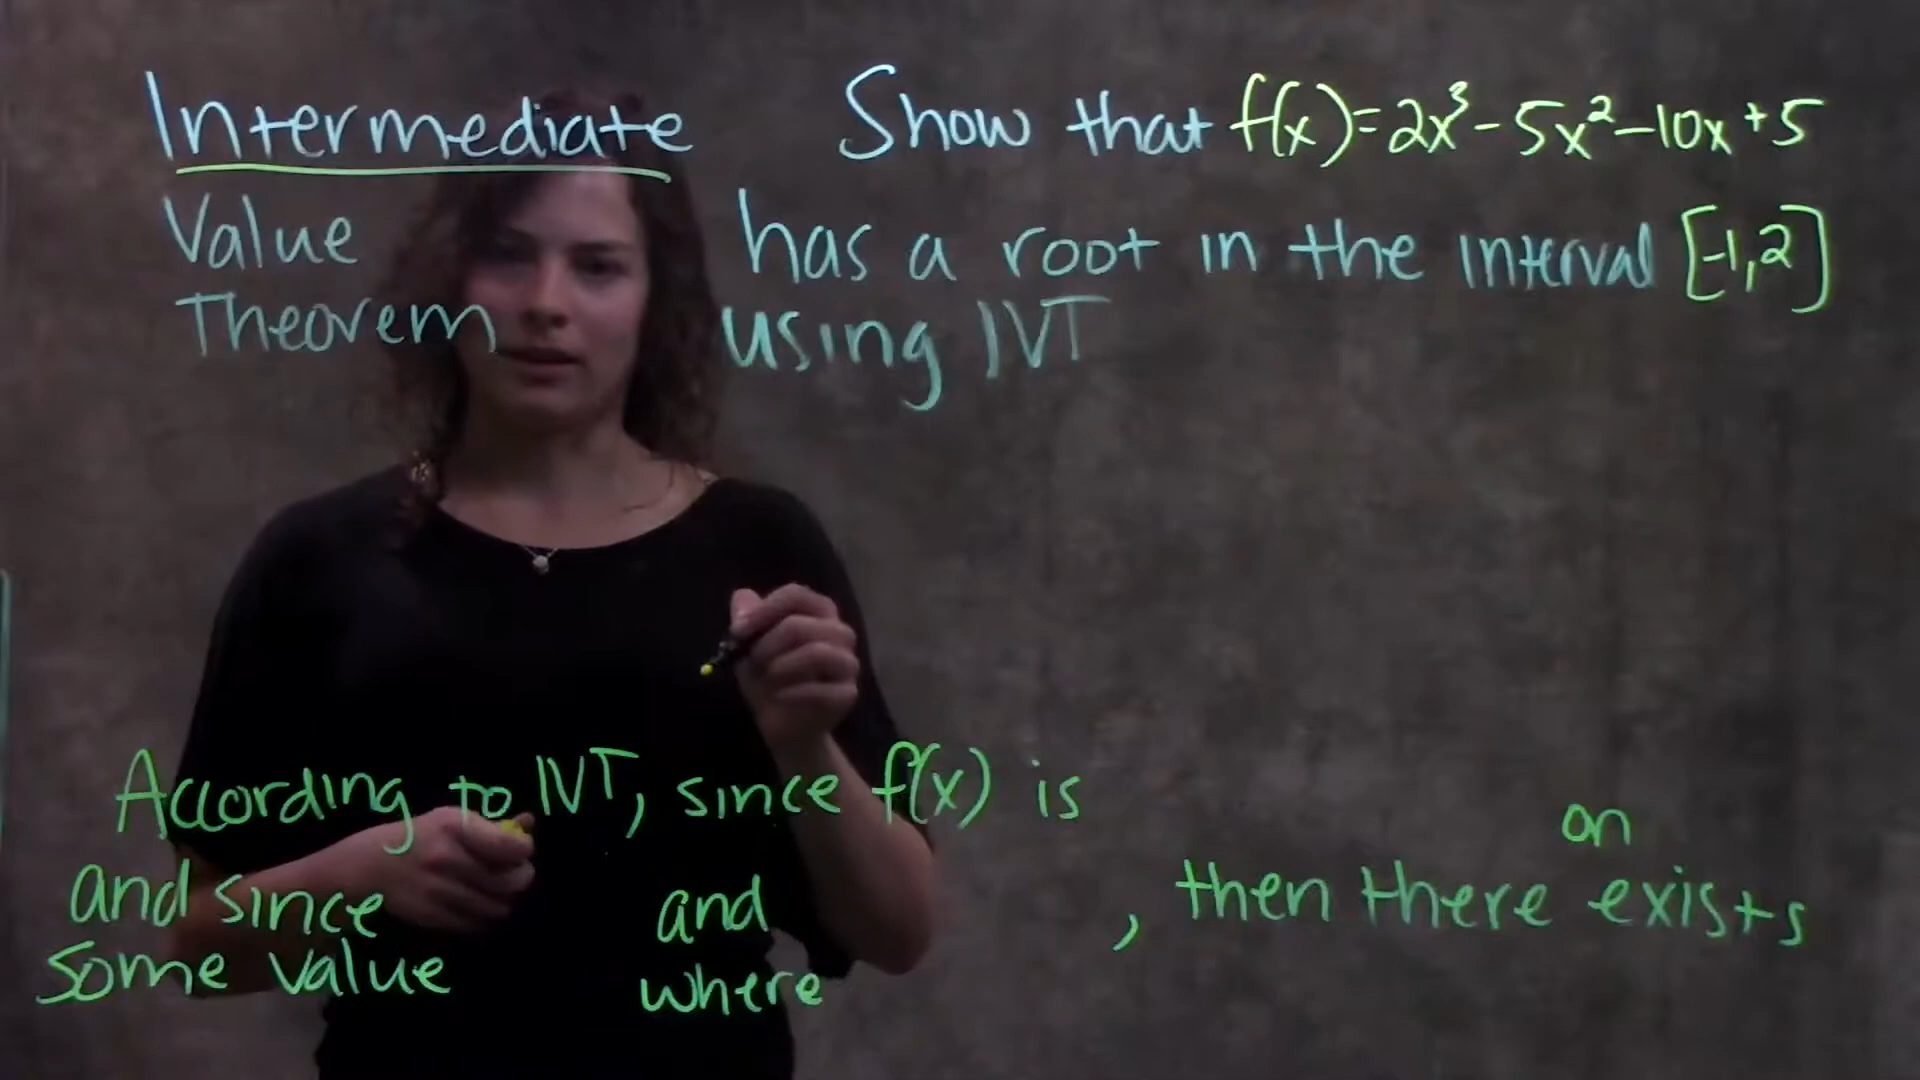 Intermediate
Value
Theorem
Show that f(x)=2x³-5x²-10x+5
has a root in the interval [-1,2]
using IVT
According to IVT, since f(x) is
on
and since and , then there exists
some value where